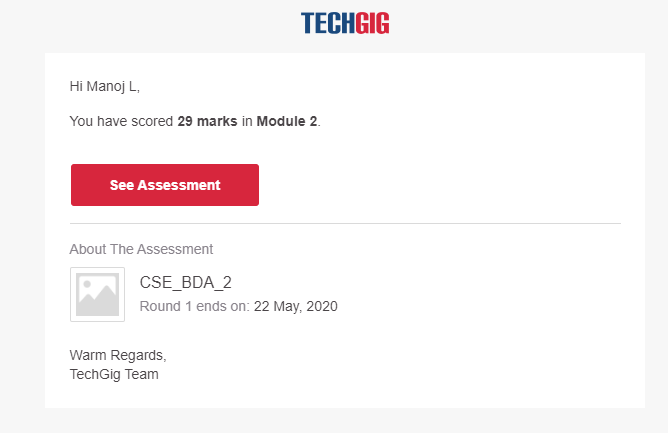 TECHGIG
Hi Manoj L,
You have scored 29 marks in Module 2.
See Assessment
About The Assessment
CSE_BDA_2
Round 1 ends on: 22 May, 2020
Warm Regards,
TechGig Team